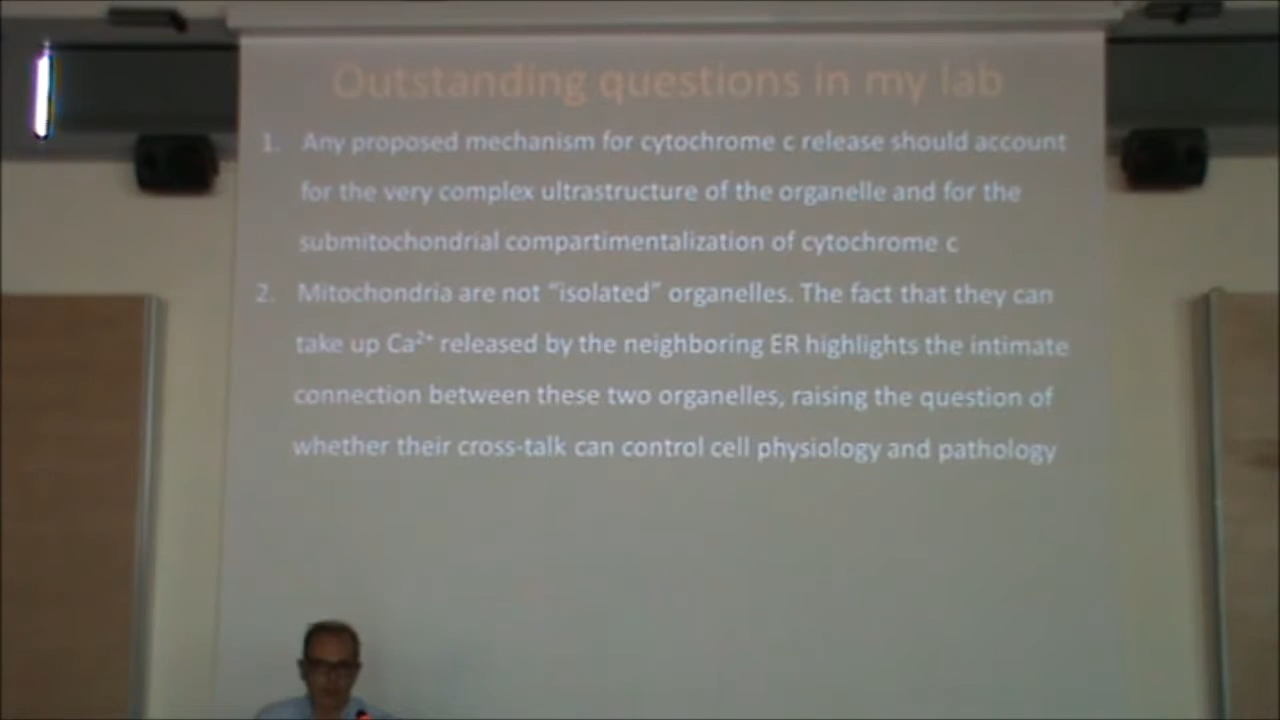 Outstanding questions in my lab
1. Any proposed mechanism for cytochrome c release should account
for the very complex ultrastructure of the organelle and for the
submitochondrial compartimentalization of cytochrome c
2. Mitochondria are not “isolated” organelles. The fact that they can
take up Ca²⁺ released by the neighboring ER highlights the intimate
connection between these two organelles, raising the question of
whether their cross-talk can control cell physiology and pathology